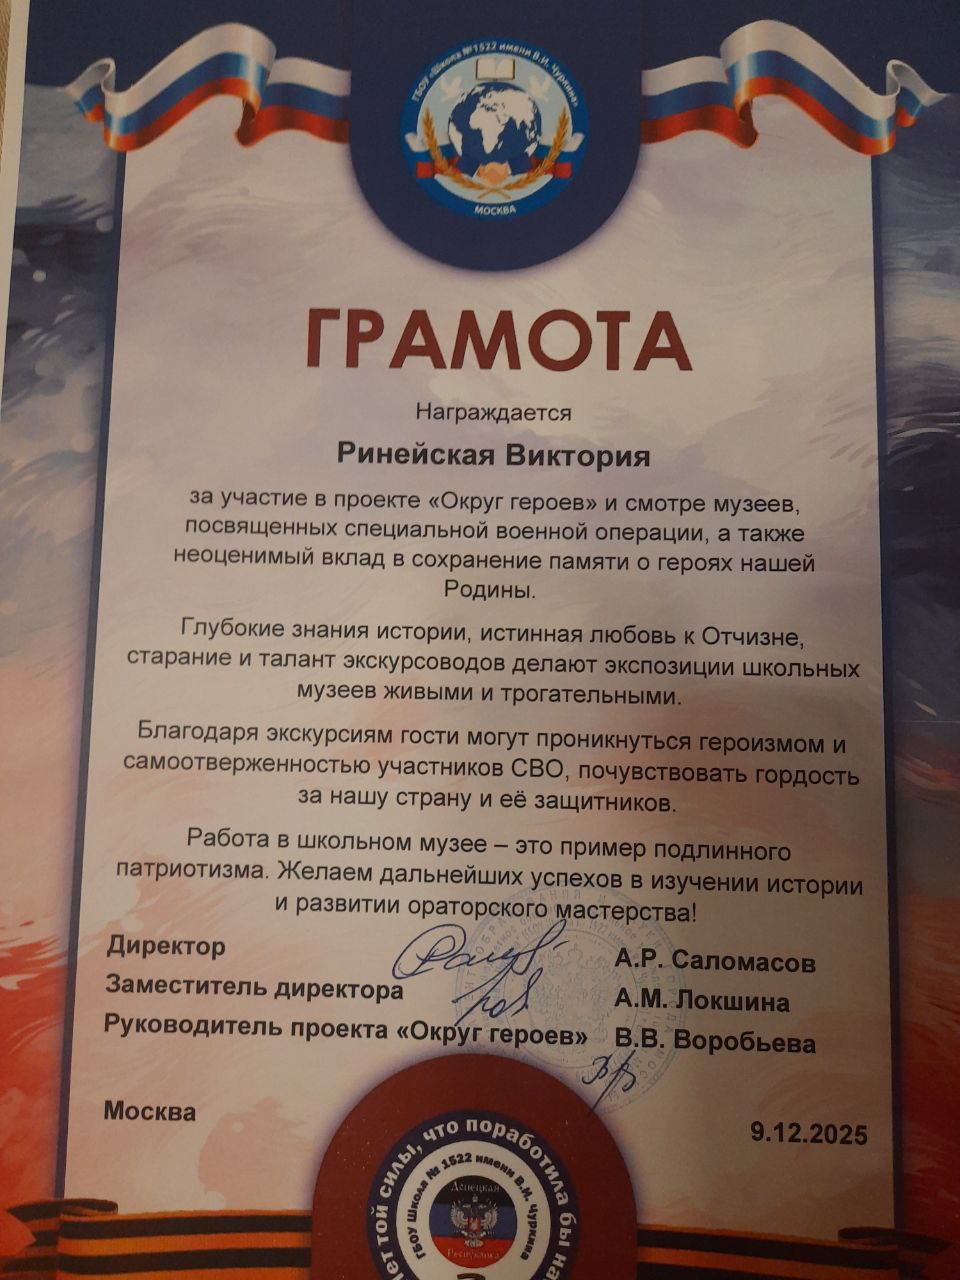 ГБОУ «Школа №1522 имени В.И. Чуркина»
МОСКВА
ГРАМОТА
Награждается
Ринейская Виктория
за участие в проекте «Округ героев» и смотре музеев,
посвященных специальной военной операции, а также
неоценимый вклад в сохранение памяти о героях нашей
Родины.
Глубокие знания истории, истинная любовь к Отчизне,
старание и талант экскурсоводов делают экспозиции школьных
музеев живыми и трогательными.
Благодаря экскурсиям гости могут проникнуться героизмом и
самоотверженностью участников СВО, почувствовать гордость
за нашу страну и её защитников.
Работа в школьном музее – это пример подлинного
патриотизма. Желаем дальнейших успехов в изучении истории
и развитии ораторского мастерства!
Директор А.Р. Саломасов
Заместитель директора А.М. Локшина
Руководитель проекта «Округ героев» В.В. Воробьева
Москва
9.12.2025
нет той силы, что поработила бы на
ГБОУ Школа № 1522 имени В.И. Чуркина
Донецкая
Республика